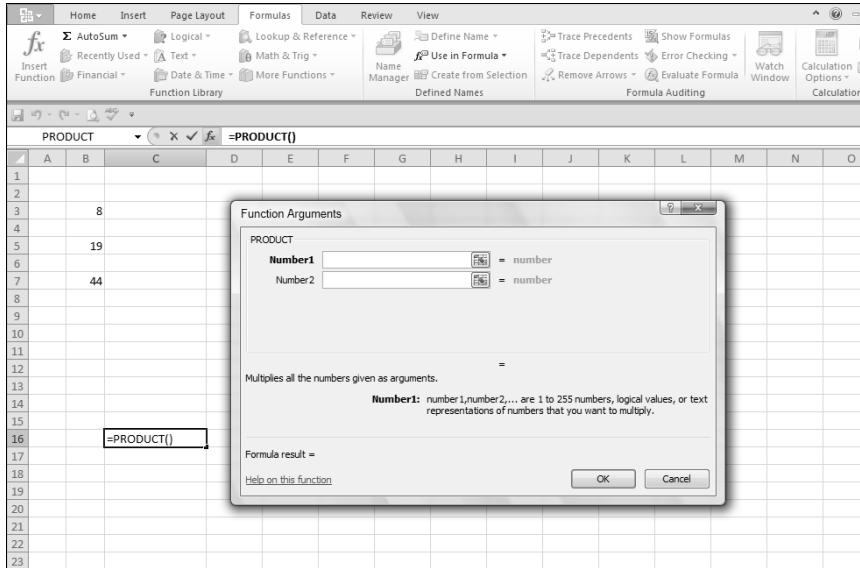 Home Insert Page Layout Formulas Data Review View
Σ AutoSum Logical Lookup & Reference Define Name Trace Precedents Show Formulas
Recently Used Text Math & Trig Use in Formula Trace Dependents Error Checking
Financial Date & Time More Functions Create from Selection Remove Arrows Evaluate Formula
Insert Function
Name Manager
Watch Window
Calculation Options
Function Library Defined Names Formula Auditing Calculation
PRODUCT fx =PRODUCT()
A B C D E F G H I J K L M N O
1
2
3 8
4
5 19
6
7 44
8
9
10
11
12
13
14
15
16 =PRODUCT()
17
18
19
20
21
22
23
Function Arguments
PRODUCT
Number1 = number
Number2 = number
=
Multiplies all the numbers given as arguments.
Number1: number1,number2,... are 1 to 255 numbers, logical values, or text
representations of numbers that you want to multiply.
Formula result =
Help on this function OK Cancel